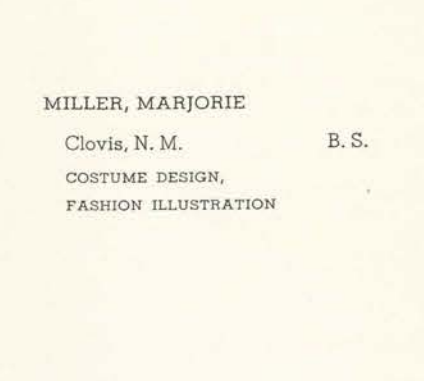 MILLER, MARJORIE
Clovis, N. M. B. S.
COSTUME DESIGN,
FASHION ILLUSTRATION